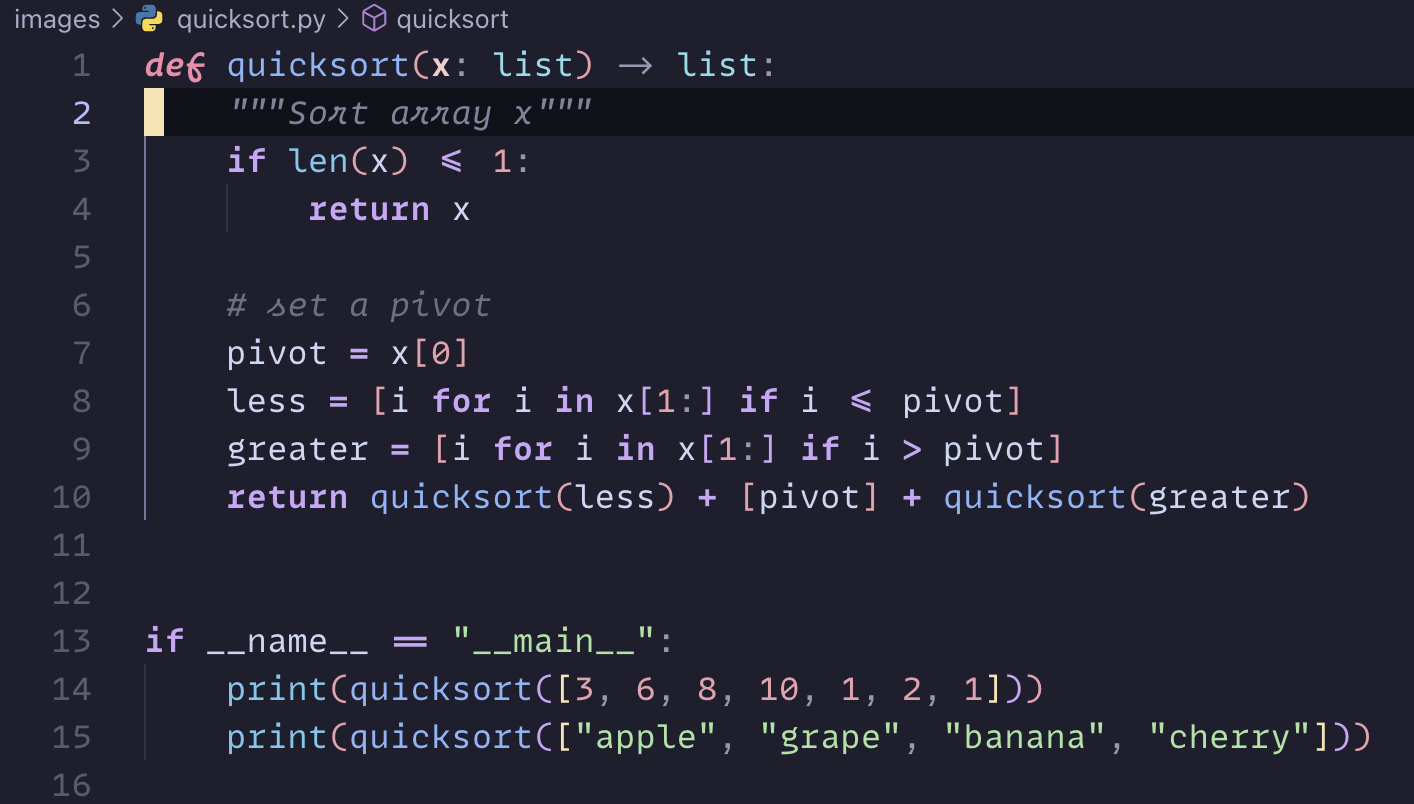 images > quicksort.py > quicksort
1 def quicksort(x: list) -> list:
2     """Sort array x"""
3     if len(x) <= 1:
4         return x
5
6     # set a pivot
7     pivot = x[0]
8     less = [i for i in x[1:] if i <= pivot]
9     greater = [i for i in x[1:] if i > pivot]
10     return quicksort(less) + [pivot] + quicksort(greater)
11
12
13 if __name__ == "__main__":
14     print(quicksort([3, 6, 8, 10, 1, 2, 1]))
15     print(quicksort(["apple", "grape", "banana", "cherry"]))
16